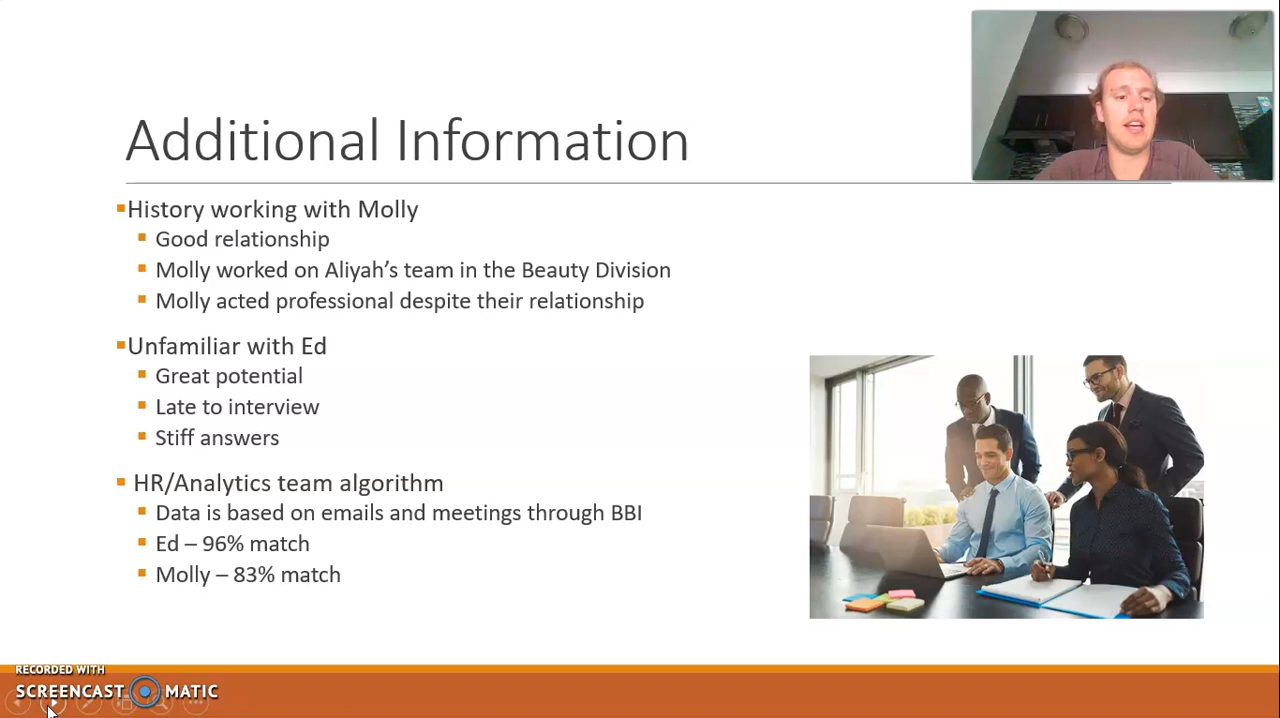 Additional Information
History working with Molly
Good relationship
Molly worked on Aliyah's team in the Beauty Division
Molly acted professional despite their relationship
Unfamiliar with Ed
Great potential
Late to interview
Stiff answers
HR/Analytics team algorithm
Data is based on emails and meetings through BBI
Ed – 96% match
Molly – 83% match
RECORDED WITH
SCREENCAST MATIC